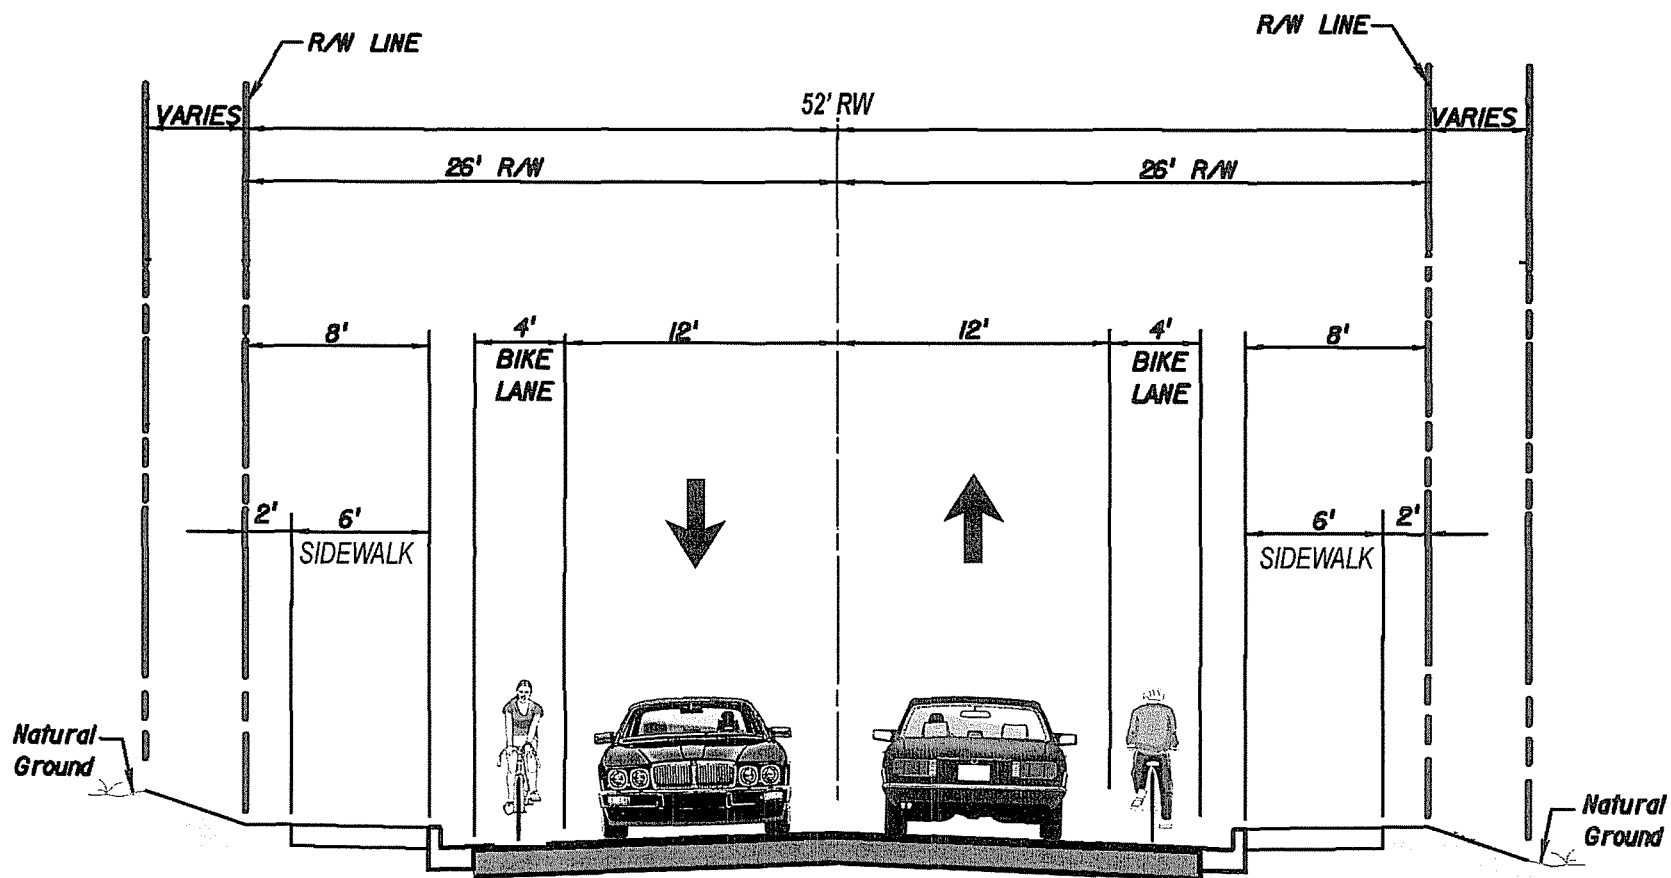 R/W LINE
R/W LINE
VARIES
52' RW
VARIES
26' R/W
26' R/W
8'
4'
BIKE
LANE
12'
12'
4'
BIKE
LANE
8'
2'
6'
SIDEWALK
6'
SIDEWALK
2'
Natural
Ground
Natural
Ground